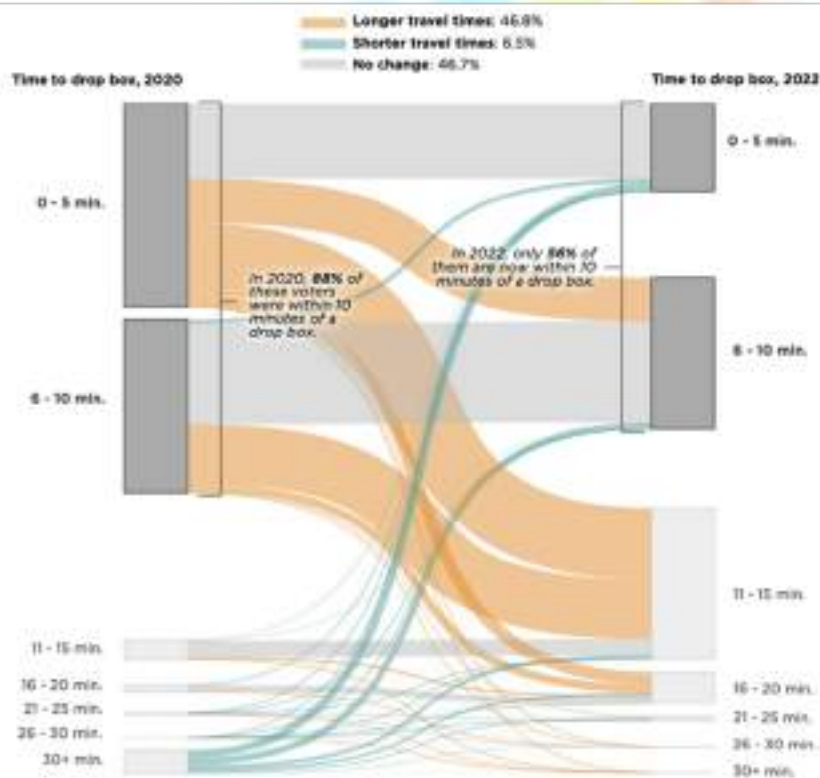 Longer travel times: 46.8%
Shorter travel times: 6.5%
No change: 46.7%
Time to drop box, 2020
Time to drop box, 2022
0 - 5 min.
0 - 5 min.
In 2022, only 56% of
them are now within 10
minutes of a drop box.
In 2020, 88% of
these voters
were within 10
minutes of a
drop box.
6 - 10 min.
6 - 10 min.
11 - 15 min.
11 - 15 min.
16 - 20 min.
16 - 20 min.
21 - 25 min.
21 - 25 min.
26 - 30 min.
26 - 30 min.
30+ min.
30+ min.